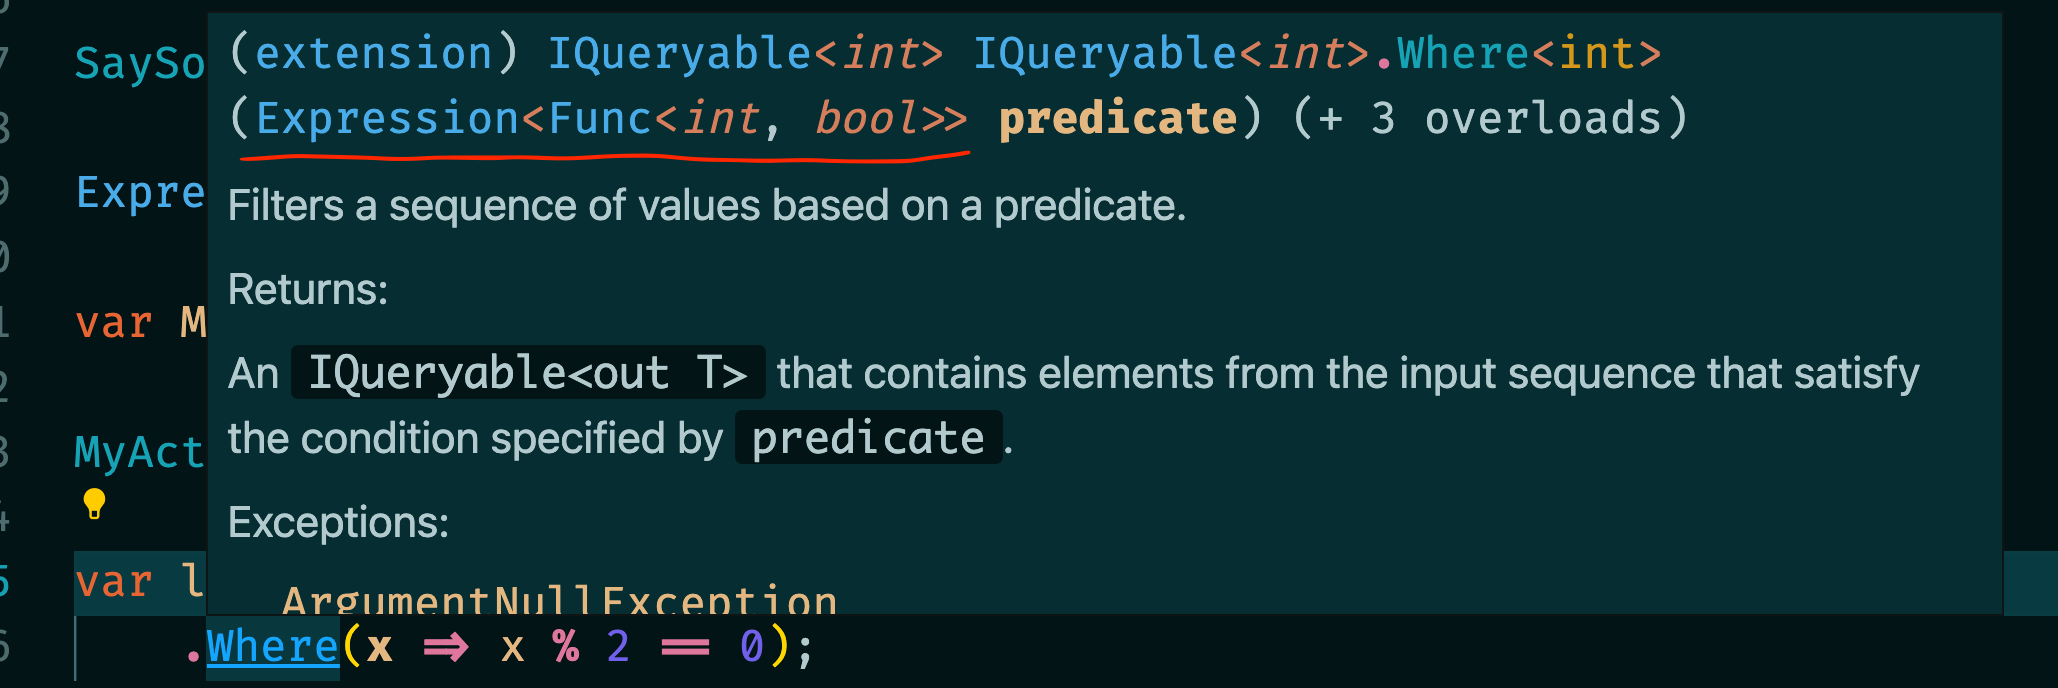 SaySo
(extension) IQueryable<int> IQueryable<int>.Where<int>
(Expression<Func<int, bool>> predicate) (+ 3 overloads)
Expre
Filters a sequence of values based on a predicate.
Returns:
var M
An IQueryable<out T> that contains elements from the input sequence that satisfy
the condition specified by predicate.
MyAct
Exceptions:
var l
ArgumentNullException
.Where(x => x % 2 == 0);